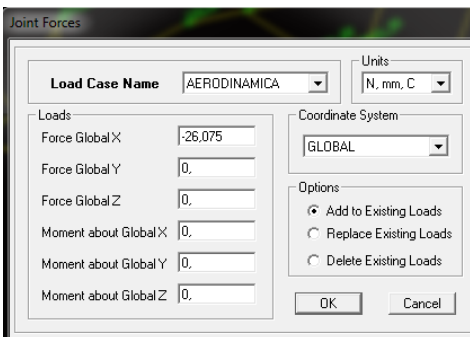 Joint Forces
Units
Load Case Name AERODINAMICA N, mm, C
Loads
Force Global X -26,075
Force Global Y 0,
Force Global Z 0,
Moment about Global X 0,
Moment about Global Y 0,
Moment about Global Z 0,
Coordinate System
GLOBAL
Options
Add to Existing Loads
Replace Existing Loads
Delete Existing Loads
OK Cancel